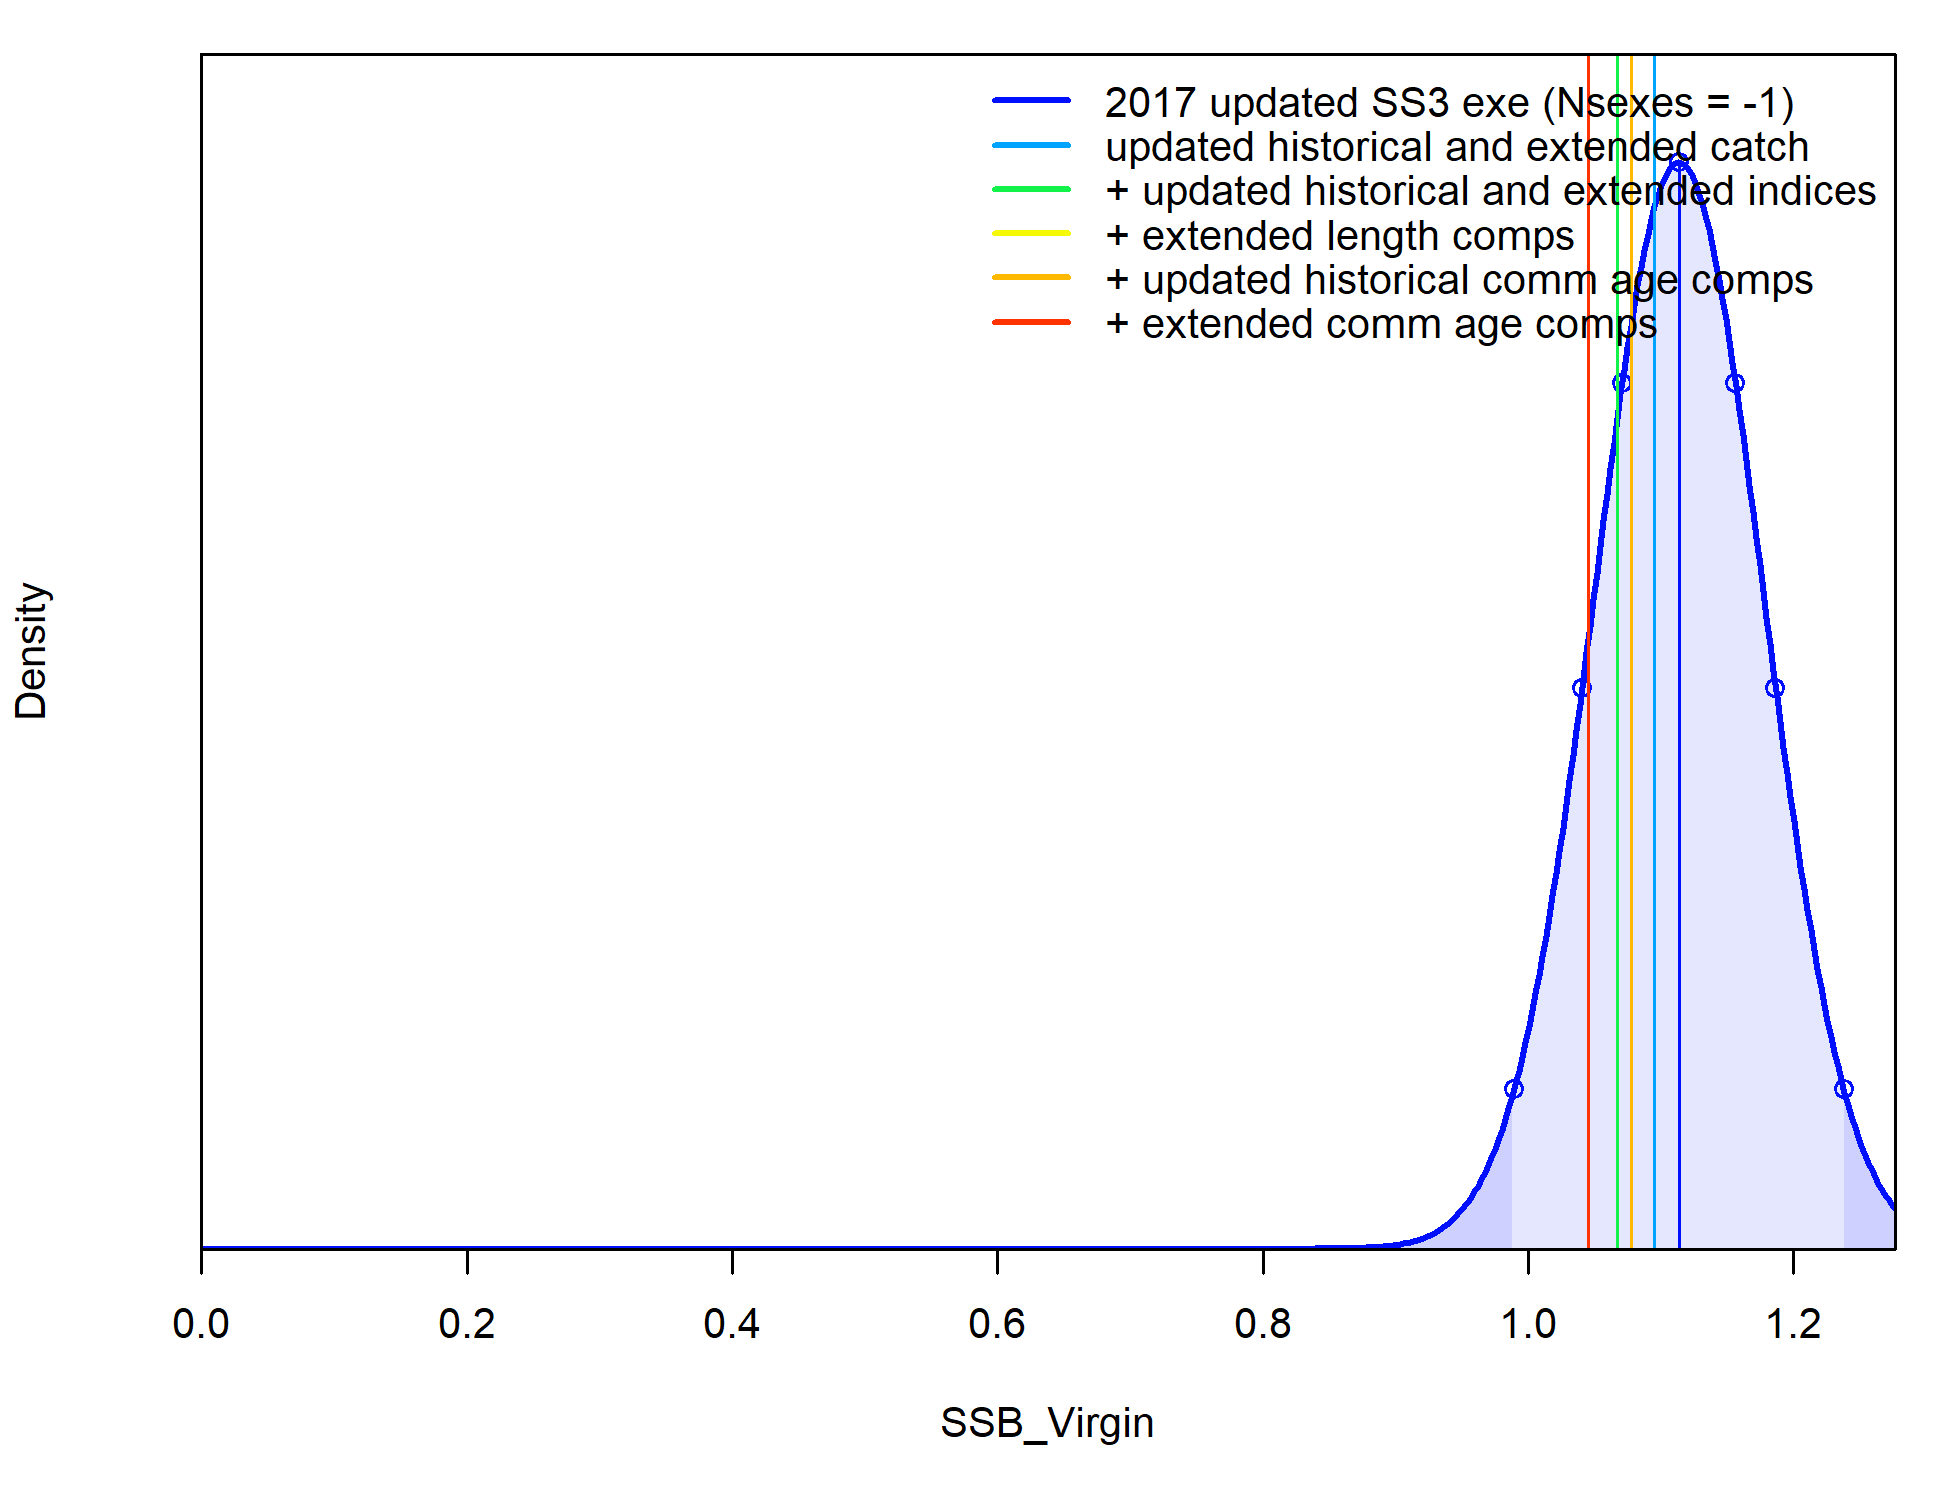 2017 updated SS3 exe (Nsexes = -1)
updated historical and extended catch
+ updated historical and extended indices
+ extended length comps
+ updated historical comm age comps
+ extended comm age comps
Density
0.0 0.2 0.4 0.6 0.8 1.0 1.2
SSB_Virgin